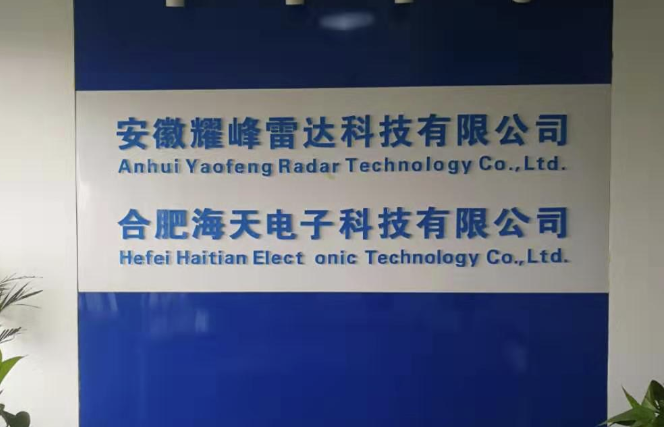 安徽耀峰雷达科技有限公司
Anhui Yaofeng Radar Technology Co.,Ltd.
合肥海天电子科技有限公司
Hefei Haitian Elect onic Technology Co.,Ltd.